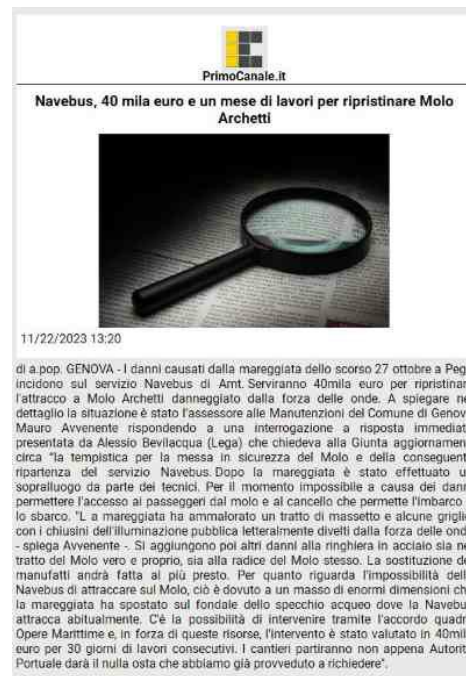 PrimoCanale.it
Navebus, 40 mila euro e un mese di lavori per ripristinare Molo
Archetti
11/22/2023 13:20
di a.pop. GENOVA - I danni causati dalla mareggiata dello scorso 27 ottobre a Peg
incidono sul servizio Navebus di Amt. Serviranno 40mila euro per ripristinar
l'attracco a Molo Archetti danneggiato dalla forza delle onde. A spiegare ne
dettaglio la situazione è stato l'assessore alle Manutenzioni del Comune di Genov
Mauro Avvenente rispondendo a una interrogazione a risposta immediat
presentata da Alessio Bevilacqua (Lega) che chiedeva alla Giunta aggiornamen
circa "la tempistica per la messa in sicurezza del Molo e della conseguent
ripartenza del servizio Navebus. Dopo la mareggiata è stato effettuato u
sopralluogo da parte dei tecnici. Per il momento impossibile a causa dei dann
permettere l'accesso ai passeggeri dal molo e al cancello che permette l'imbarco
lo sbarco. "L a mareggiata ha ammalorato un tratto di massetto e alcune griglie
con i chiusini dell'illuminazione pubblica letteralmente divelti dalla forza delle ond
- spiega Avvenente -. Si aggiungono poi altri danni alla ringhiera in acciaio sia ne
tratto del Molo vero e proprio, sia alla radice del Molo stesso. La sostituzione de
manufatti andrà fatta al più presto. Per quanto riguarda l'impossibilità dell
Navebus di attraccare sul Molo, ciò è dovuto a un masso di enormi dimensioni ch
la mareggiata ha spostato sul fondale dello specchio acqueo dove la Navebu
attracca abitualmente. C'è la possibilità di intervenire tramite l'accordo quadr
Opere Marittime e, in forza di queste risorse, l'intervento è stato valutato in 40mil
euro per 30 giorni di lavori consecutivi. I cantieri partiranno non appena Autorit
Portuale darà il nulla osta che abbiamo già provveduto a richiedere".